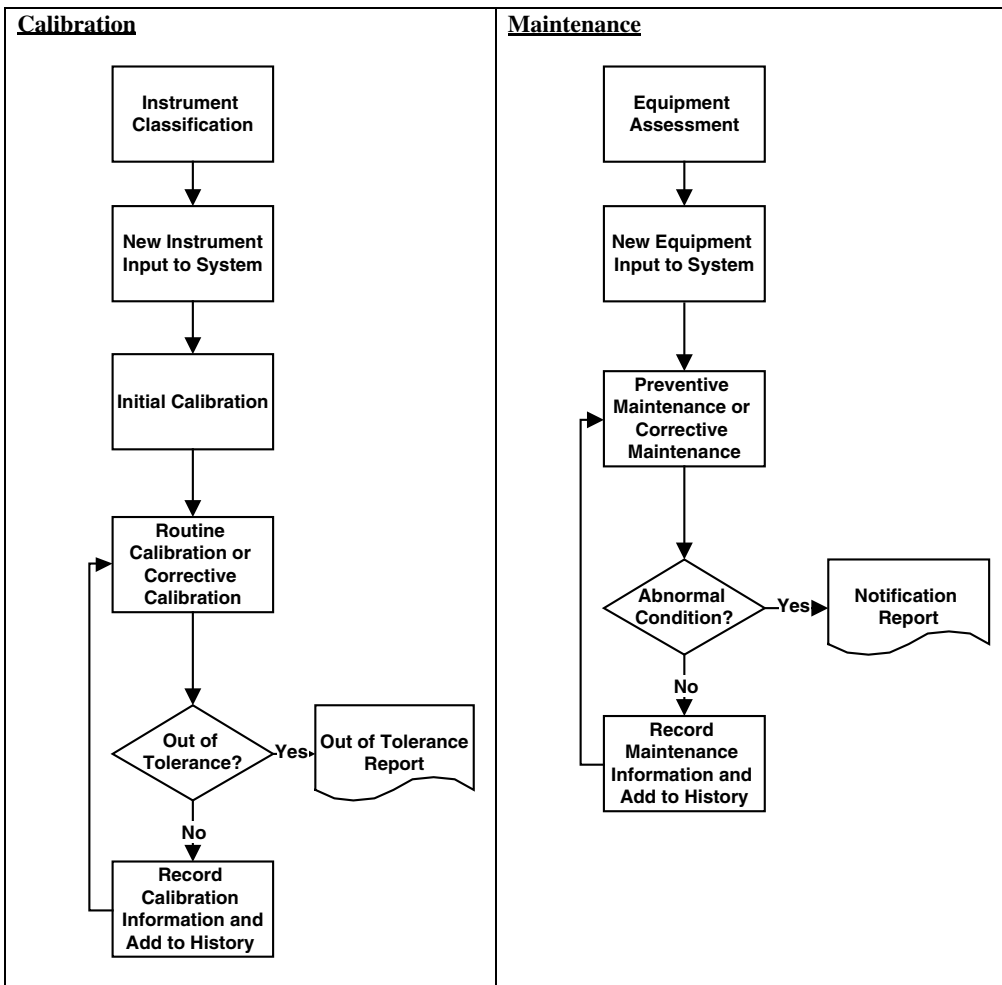 Calibration
Instrument
Classification
New Instrument
Input to System
Initial Calibration
Routine
Calibration or
Corrective
Calibration
Out of
Tolerance?
Yes
Out of Tolerance
Report
No
Record
Calibration
Information and
Add to History
Maintenance
Equipment
Assessment
New Equipment
Input to System
Preventive
Maintenance or
Corrective
Maintenance
Abnormal
Condition?
Yes
Notification
Report
No
Record
Maintenance
Information and
Add to History